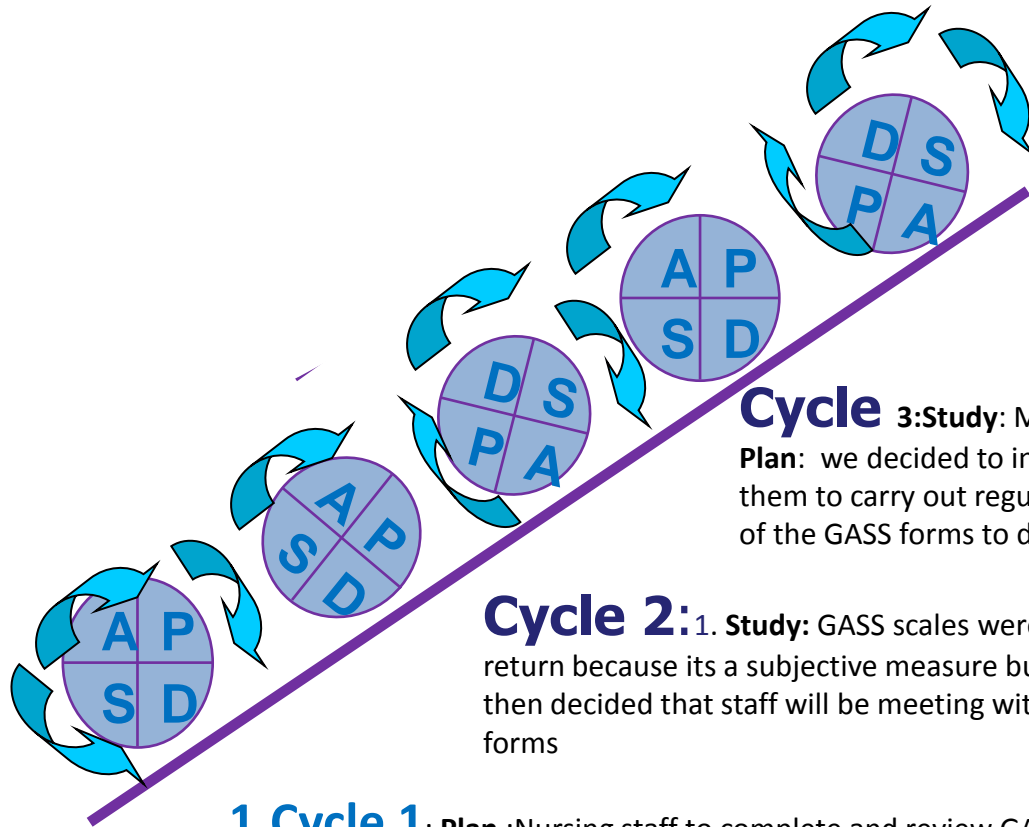 D S
P A
A P
S D
D S
P A
A P
S D
A P
S D
Cycle 3:Study: M
Plan: we decided to in
them to carry out regu
of the GASS forms to d
Cycle 2:1. Study: GASS scales were
return because its a subjective measure bu
then decided that staff will be meeting wit
forms
1.Cycle 1: Plan :Nursing staff to complete and review GA